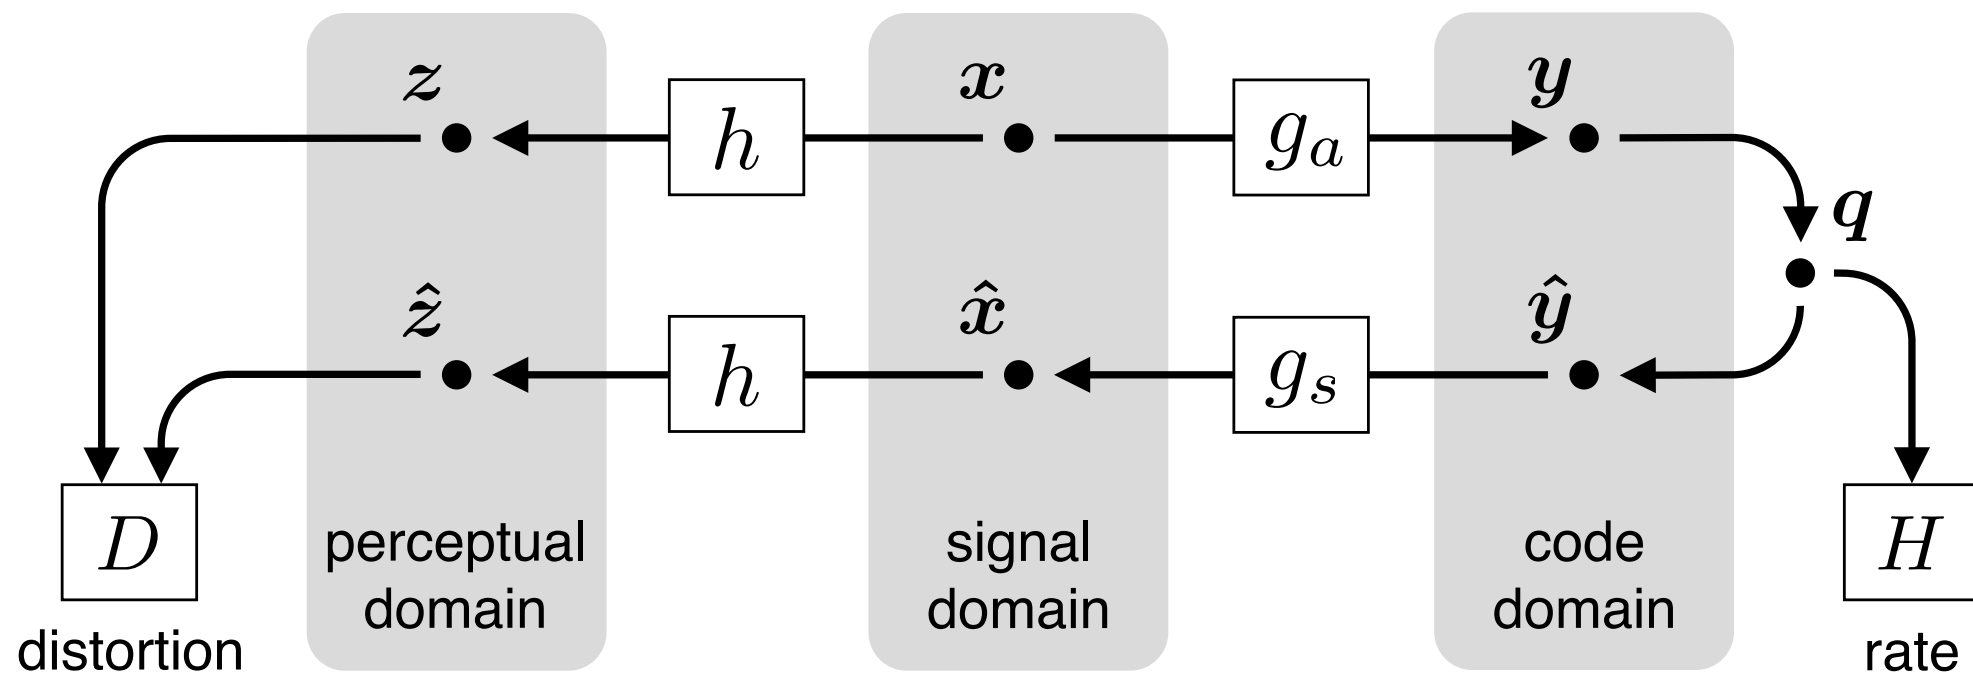 z
h
x
g_a
y
q
ẑ
h
x̂
g_s
ŷ
D
perceptual
domain
signal
domain
code
domain
H
distortion
rate